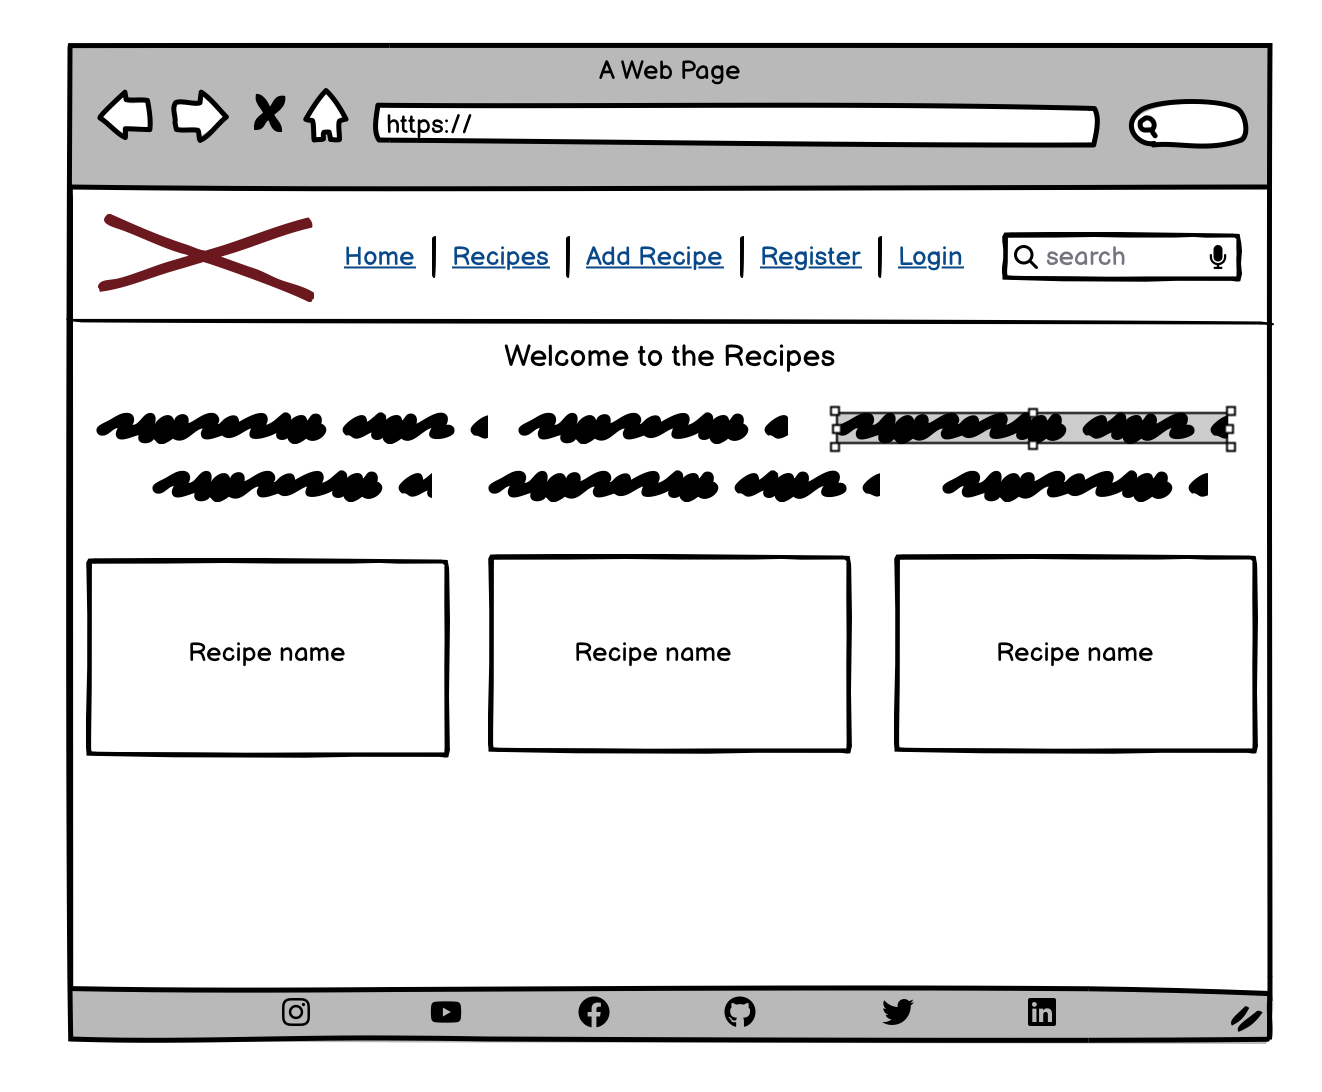 A Web Page
https://
Home Recipes Add Recipe Register Login search
Welcome to the Recipes
Recipe name Recipe name Recipe name